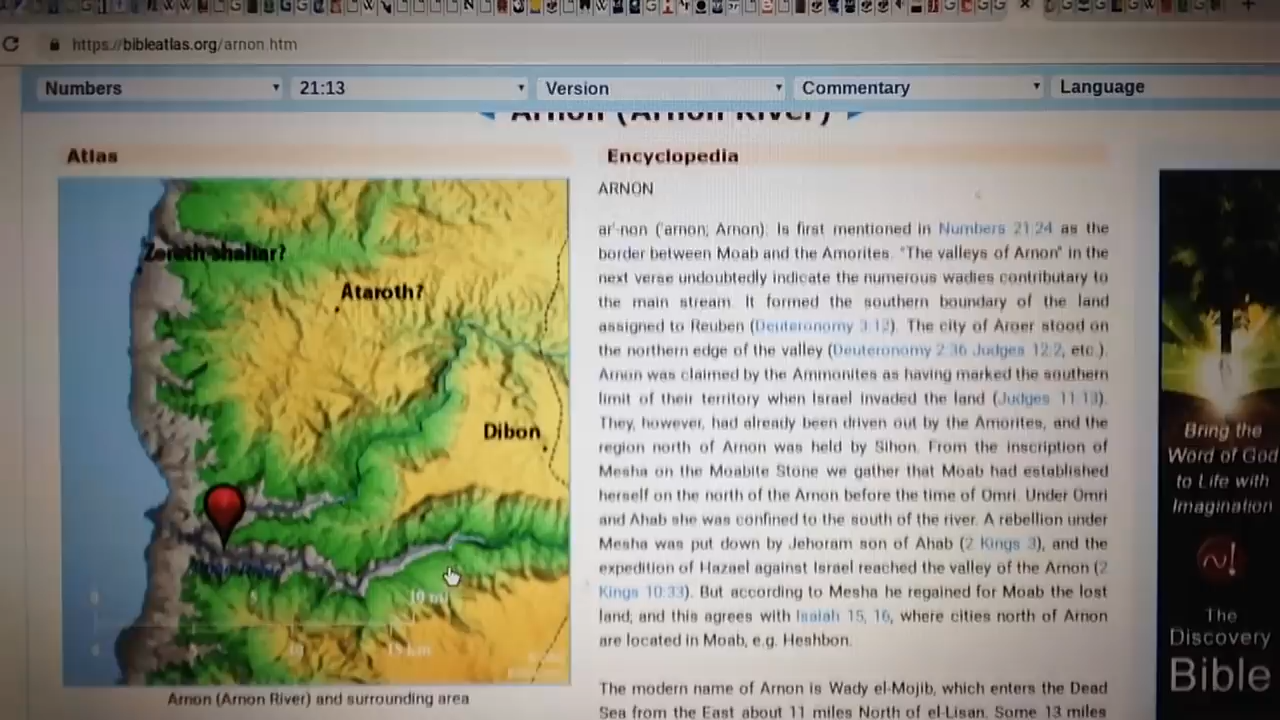 https://bibleatlas.org/arnon.htm
Numbers
21:13
Version
Commentary
Language
Arnon (Arnon River)
Atlas
Zereth-shahar?
Ataroth?
Dibon
10 mi
15 km
Arnon (Arnon River) and surrounding area
Encyclopedia
ARNON
ar'-non ('arnon; Arnon): Is first mentioned in Numbers 21:24 as the
border between Moab and the Amorites. "The valleys of Arnon" in the
next verse undoubtedly indicate the numerous wadies contributary to
the main stream. It formed the southern boundary of the land
assigned to Reuben (Deuteronomy 3:12). The city of Aroer stood on
the northern edge of the valley (Deuteronomy 2:36 Judges 12:2, etc.).
Arnon was claimed by the Ammonites as having marked the southern
limit of their territory when Israel invaded the land (Judges 11:13).
They, however, had already been driven out by the Amorites, and the
region north of Arnon was held by Sihon. From the inscription of
Mesha on the Moabite Stone we gather that Moab had established
herself on the north of the Arnon before the time of Omri. Under Omri
and Ahab she was confined to the south of the river. A rebellion under
Mesha was put down by Jehoram son of Ahab (2 Kings 3), and the
expedition of Hazael against Israel reached the valley of the Arnon (2
Kings 10:33). But according to Mesha he regained for Moab the lost
land; and this agrees with Isaiah 15, 16, where cities north of Arnon
are located in Moab, e.g. Heshbon.
The modern name of Arnon is Wady el-Mojib, which enters the Dead
Sea from the East about 11 miles North of el-Lisan. Some 13 miles
Bring the
Word of God
to Life with
Imagination
The
Discovery
Bible